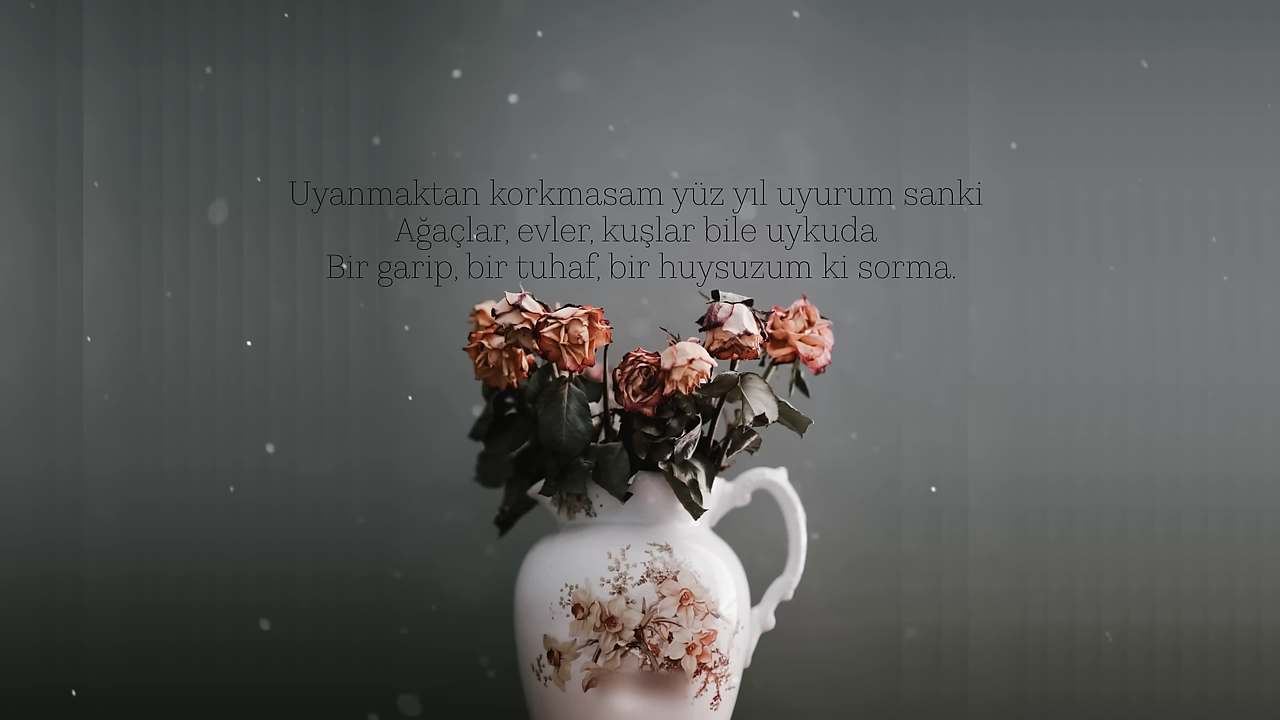 Uyanmaktan korkmasam yüz yıl uyurum sanki
Ağaçlar, evler, kuşlar bile uykuda
Bir garip, bir tuhaf, bir huysuzum ki sorma.